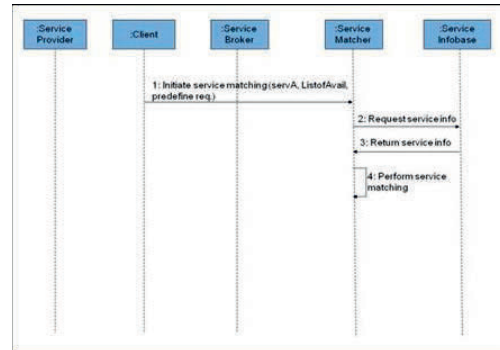 :Service
Provider
:Client
:Service
Broker
:Service
Matcher
:Service
Infobase
1: Initiate service matching (servA, ListofAvail,
predefine req.)
2: Request service info
3: Return service info
4: Perform service
matching